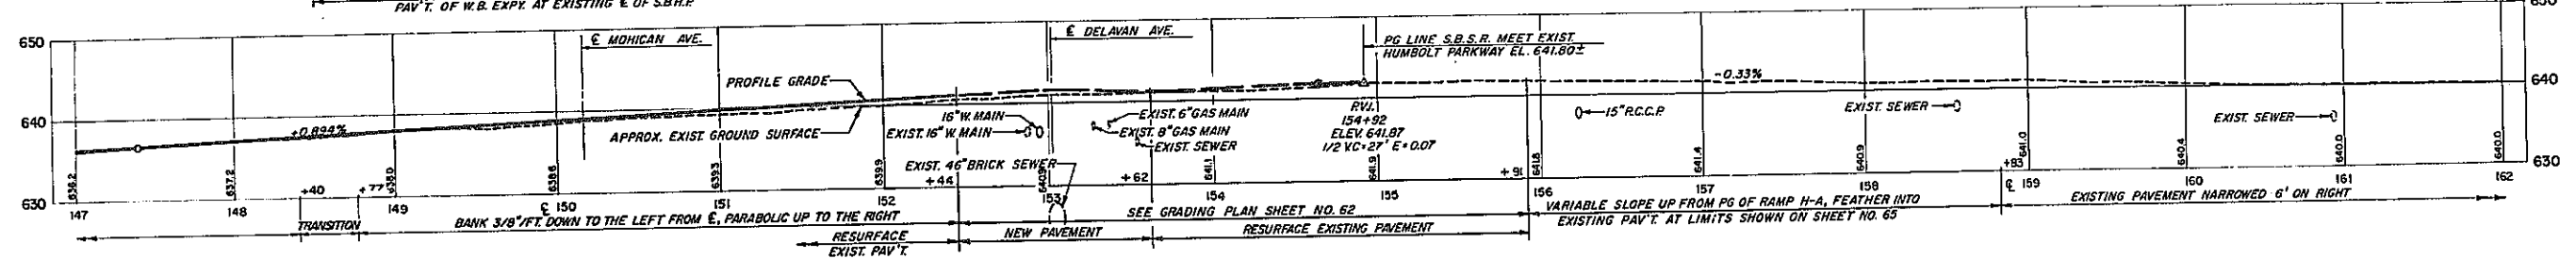 PAV'T. OF W.B. EXPY. AT EXISTING ℄ OF S.B.H.P.
650
650
℄ MOHICAN AVE.
℄ DELAVAN AVE.
PG LINE S.B.S.R. MEET EXIST.
HUMBOLT PARKWAY EL. 641.80±
PROFILE GRADE
-0.33%
640
640
+0.894%
APPROX. EXIST. GROUND SURFACE
16" W. MAIN
EXIST. 16" W. MAIN
EXIST. 6" GAS MAIN
EXIST. 8" GAS MAIN
EXIST. SEWER
P.V.I.
154+92
ELEV. 641.87
1/2 V.C.=27' E=0.07
15" R.C.C.P.
EXIST. SEWER
EXIST. SEWER
EXIST. 46" BRICK SEWER
636.2
637.2
638.0
638.6
639.3
639.9
640.9
641.1
641.9
641.8
641.4
640.9
641.0
640.4
640.0
640.0
630
630
+40
+77
+44
+62
+91
+83
147
148
149
℄ 150
151
152
153
154
155
156
157
158
℄ 159
160
161
162
TRANSITION
BANK 3/8"/FT. DOWN TO THE LEFT FROM ℄, PARABOLIC UP TO THE RIGHT
SEE GRADING PLAN SHEET NO. 62
VARIABLE SLOPE UP FROM PG OF RAMP H-A, FEATHER INTO
EXISTING PAV'T. AT LIMITS SHOWN ON SHEET NO. 65
EXISTING PAVEMENT NARROWED 6' ON RIGHT
RESURFACE
EXIST. PAV'T.
NEW PAVEMENT
RESURFACE EXISTING PAVEMENT